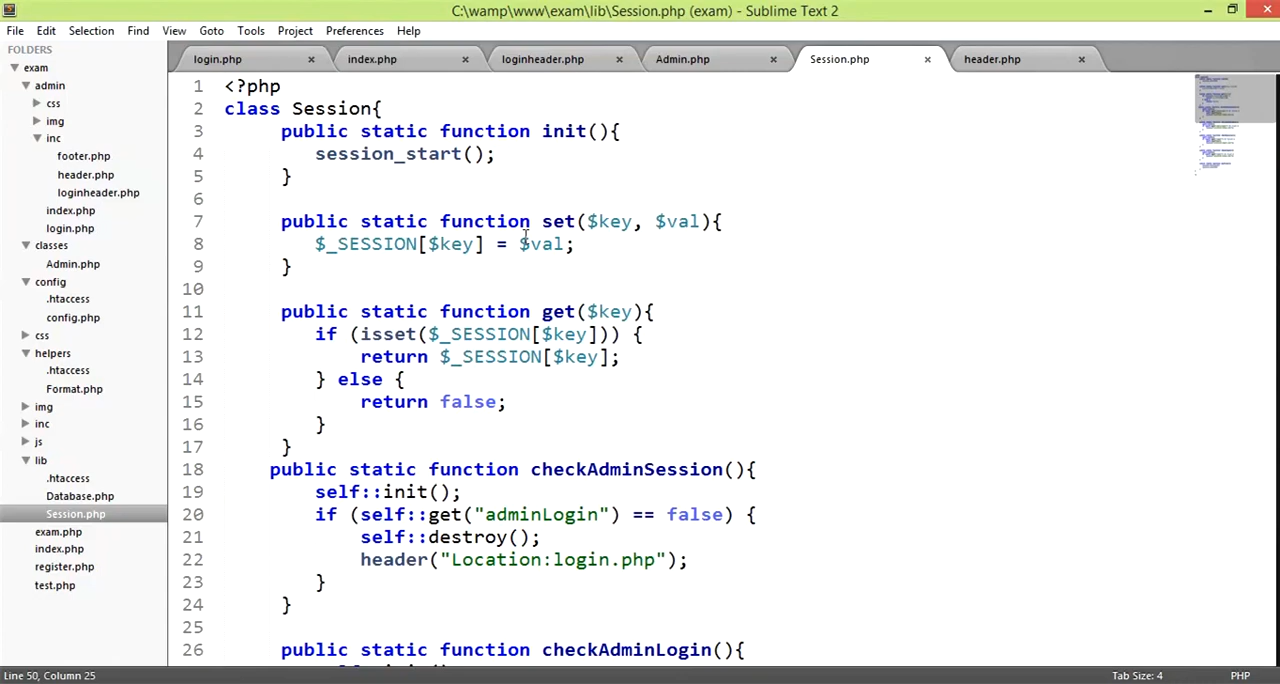 C:\wamp\www\exam\lib\Session.php (exam) - Sublime Text 2
File Edit Selection Find View Goto Tools Project Preferences Help
FOLDERS
exam
admin
css
img
inc
footer.php
header.php
loginheader.php
index.php
login.php
classes
Admin.php
config
.htaccess
config.php
css
helpers
.htaccess
Format.php
img
inc
js
lib
.htaccess
Database.php
Session.php
exam.php
index.php
register.php
test.php
login.php × index.php × loginheader.php × Admin.php × Session.php × header.php ×
1 <?php
2 class Session{
3 public static function init(){
4 session_start();
5 }
6
7 public static function set($key, $val){
8 $_SESSION[$key] = $val;
9 }
10
11 public static function get($key){
12 if (isset($_SESSION[$key])) {
13 return $_SESSION[$key];
14 } else {
15 return false;
16 }
17 }
18 public static function checkAdminSession(){
19 self::init();
20 if (self::get("adminLogin") == false) {
21 self::destroy();
22 header("Location:login.php");
23 }
24 }
25
26 public static function checkAdminLogin(){
Line 50, Column 25 Tab Size: 4 PHP